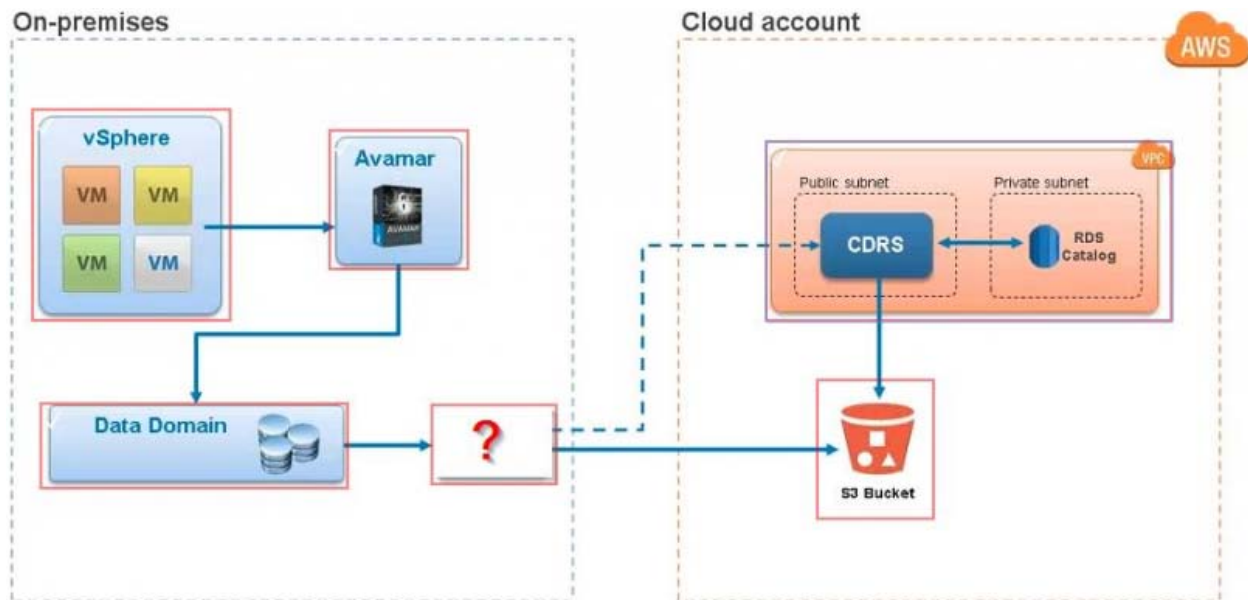 On-premises
Cloud account
AWS
vSphere
VM
VM
VM
VM
Avamar
AVAMAR
VPC
Public subnet
Private subnet
CDRS
RDS
Catalog
Data Domain
?
S3 Bucket